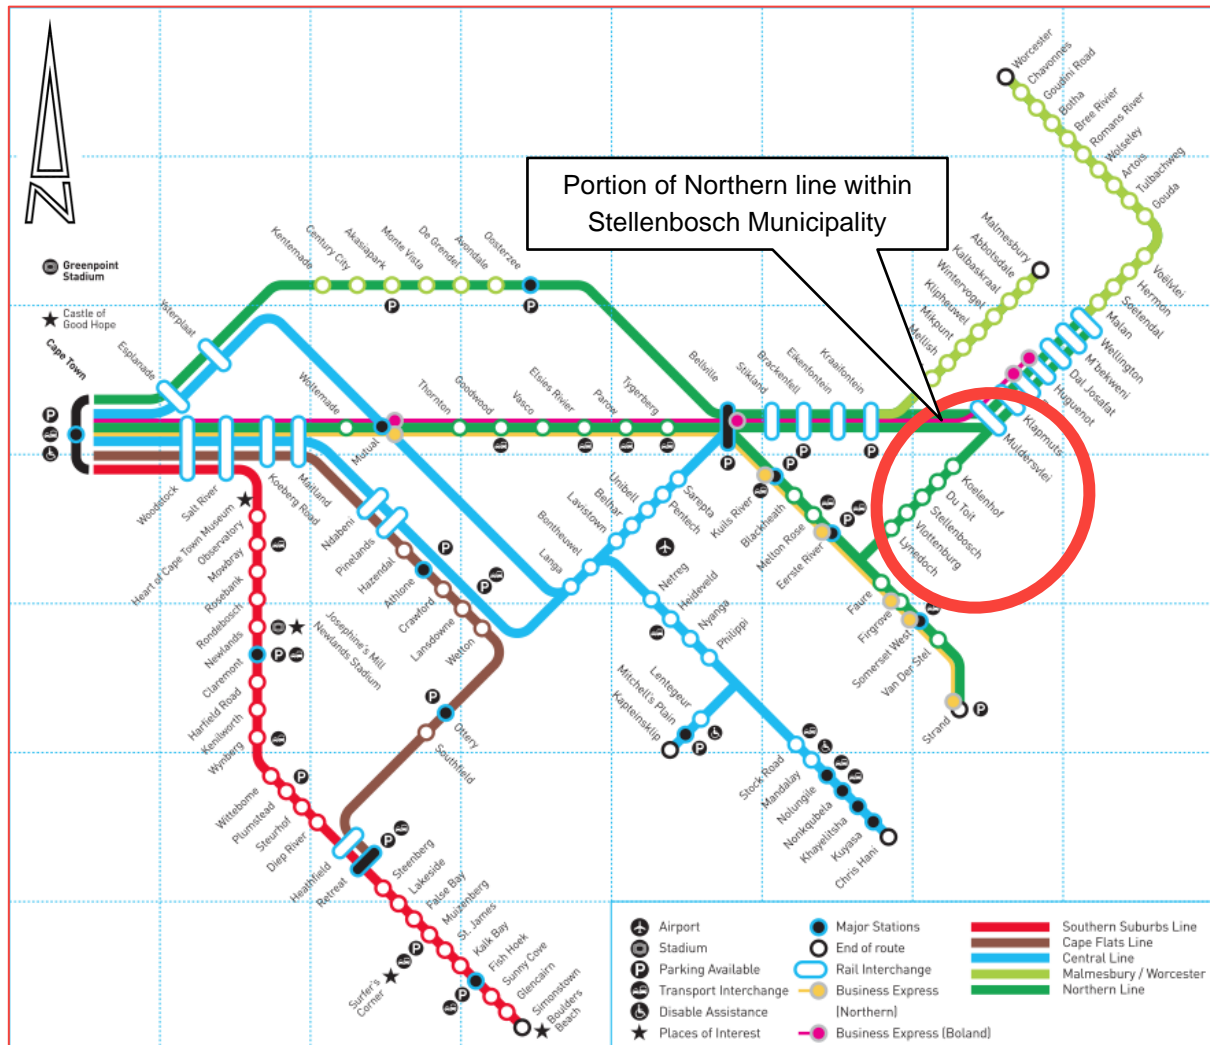 N
Portion of Northern line within
Stellenbosch Municipality
Greenpoint
Stadium
Castle of
Good Hope
Cape Town
Esplanade
Ysterplaat
Kentemade
Century City
Akasiapark
Monte Vista
De Grendel
Avondale
Oosterzee
Woltemade
Mutual
Thornton
Goodwood
Vasco
Elsies Rivier
Parow
Tygerberg
Bellville
Stikland
Brackenfell
Eikenfontein
Kraaifontein
Mellish
Mikpunt
Klipheuwel
Wintervogel
Kalbaskraal
Abbotsdale
Malmesbury
Worcester
Chavonnes
Goudini Road
Botha
Bree Rivier
Romans River
Wolseley
Artois
Tulbachweg
Gouda
Voëlvlei
Hermon
Soetendal
Malan
Wellington
M'bekweni
Dal Josafat
Huguenot
Klapmuts
Muldersvlei
Koelenhof
Du Toit
Stellenbosch
Vlottenburg
Lynedoch
Woodstock
Salt River
Koeberg Road
Maitland
Ndabeni
Pinelands
Hazendal
Athlone
Crawford
Lansdowne
Wetton
Ottery
Southfield
Heart of Cape Town Museum
Observatory
Mowbray
Rosebank
Rondebosch
Newlands
Josephine's Mill
Newlands Stadium
Claremont
Harfield Road
Kenilworth
Wynberg
Wittebome
Plumstead
Steurhof
Diep River
Heathfield
Retreat
Steenberg
Lakeside
False Bay
Muizenberg
St. James
Kalk Bay
Fish Hoek
Sunny Cove
Glencairn
Simonstown
Boulders
Beach
Surfer's
Corner
Langa
Bontheuwel
Lavistown
Belhar
Unibell
Pentech
Sarepta
Netreg
Heideveld
Nyanga
Philippi
Lentegeur
Mitchell's Plain
Kapteinsklip
Stock Road
Mandalay
Nolungile
Nonkqubela
Khayelitsha
Kuyasa
Chris Hani
Kuils River
Blackheath
Melton Rose
Eerste River
Faure
Firgrove
Somerset West
Van Der Stel
Strand
Airport
Stadium
Parking Available
Transport Interchange
Disable Assistance
Places of Interest
Major Stations
End of route
Rail Interchange
Business Express
(Northern)
Business Express (Boland)
Southern Suburbs Line
Cape Flats Line
Central Line
Malmesbury / Worcester
Northern Line